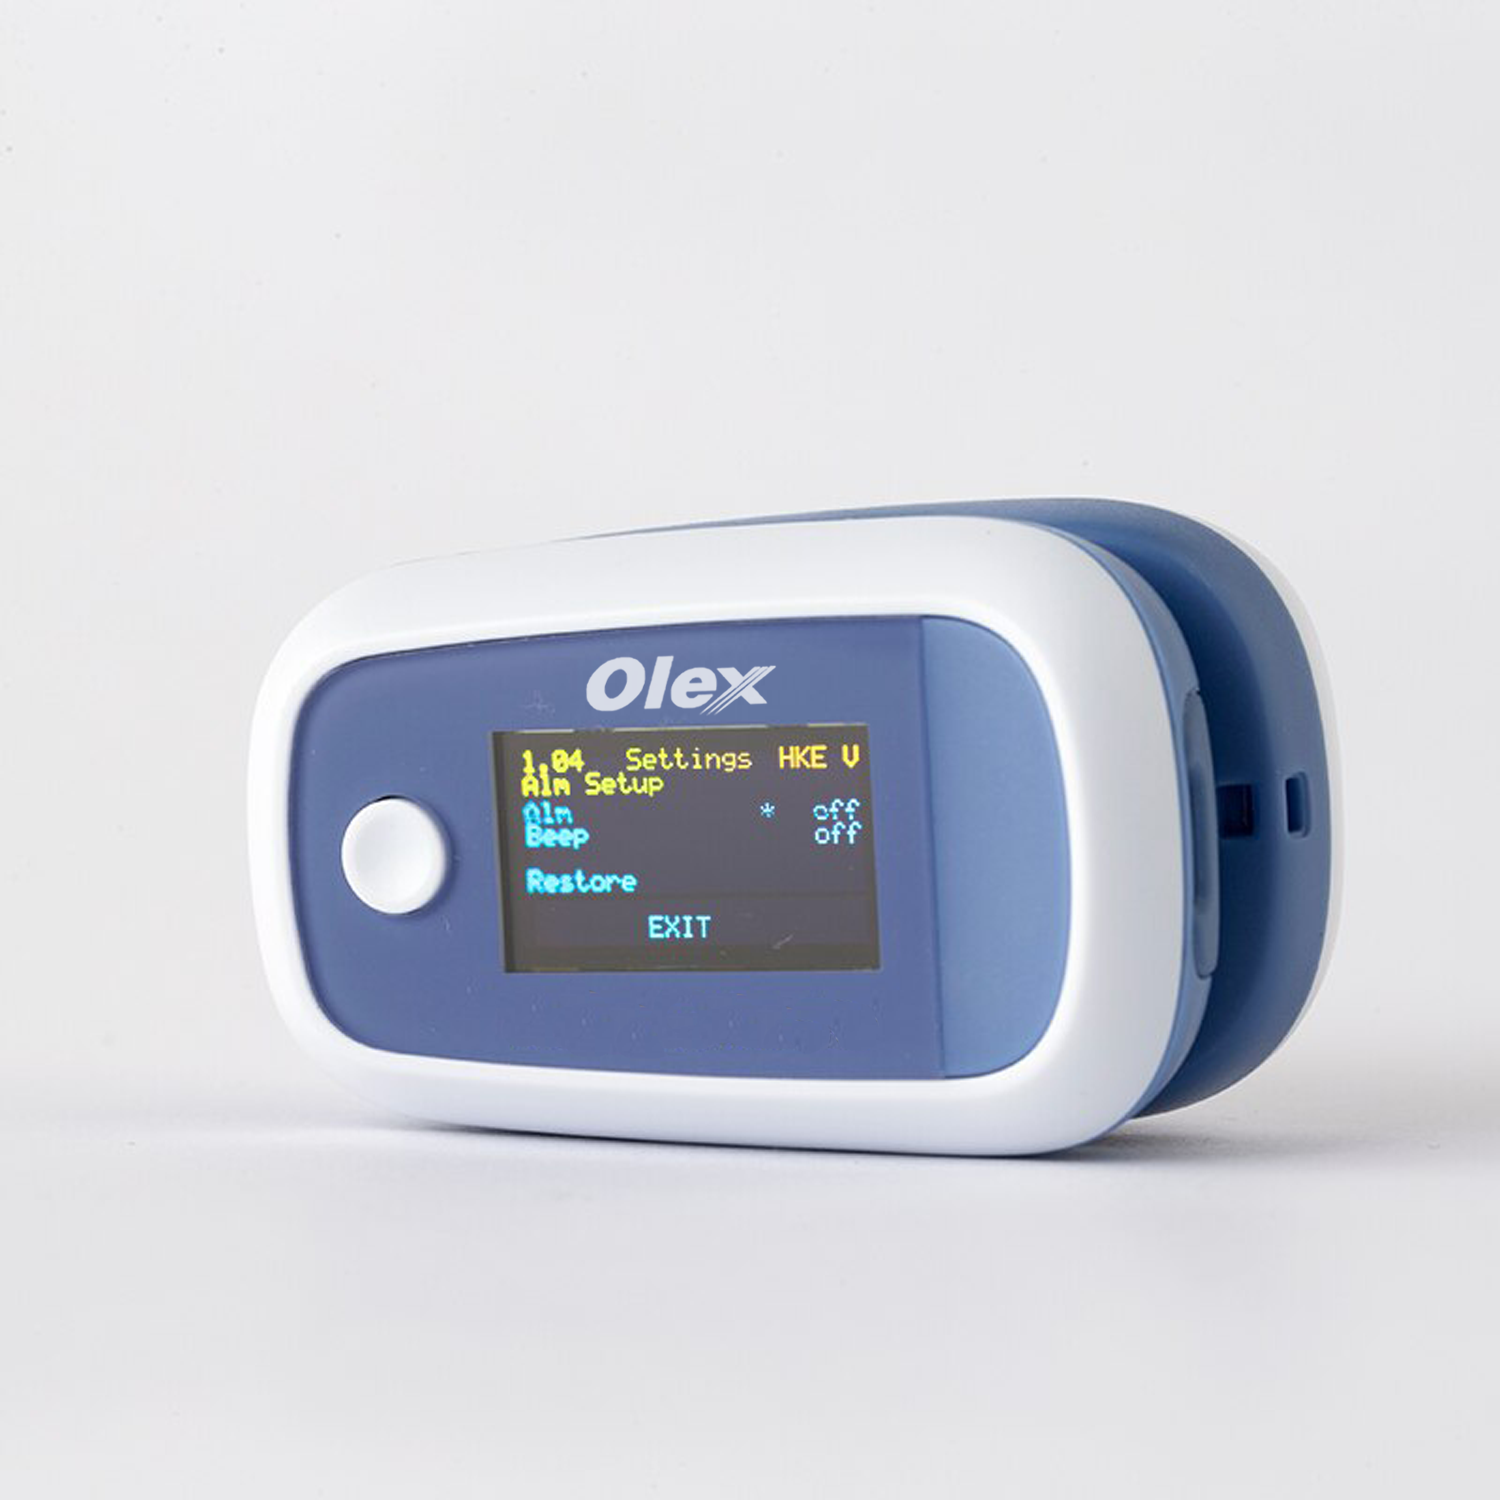 Olex
1.04 Settings HKE V
Alm Setup
Alm * off
Beep off
Restore
EXIT